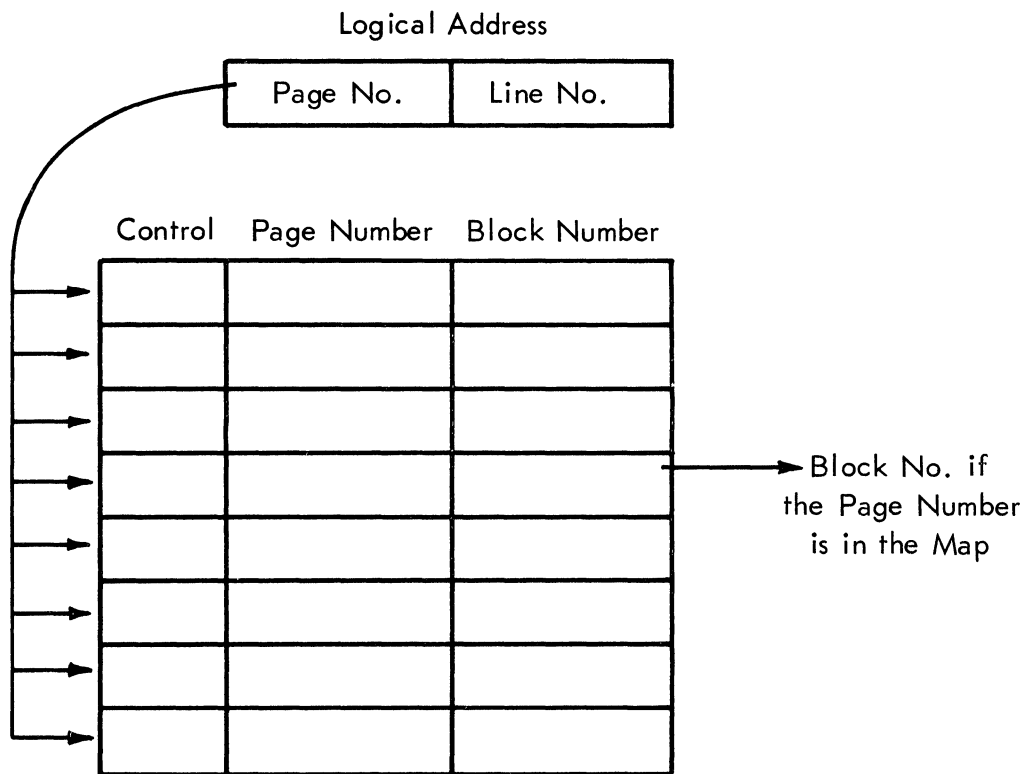 Logical Address
Page No. Line No.
Control Page Number Block Number
Block No. if
the Page Number
is in the Map